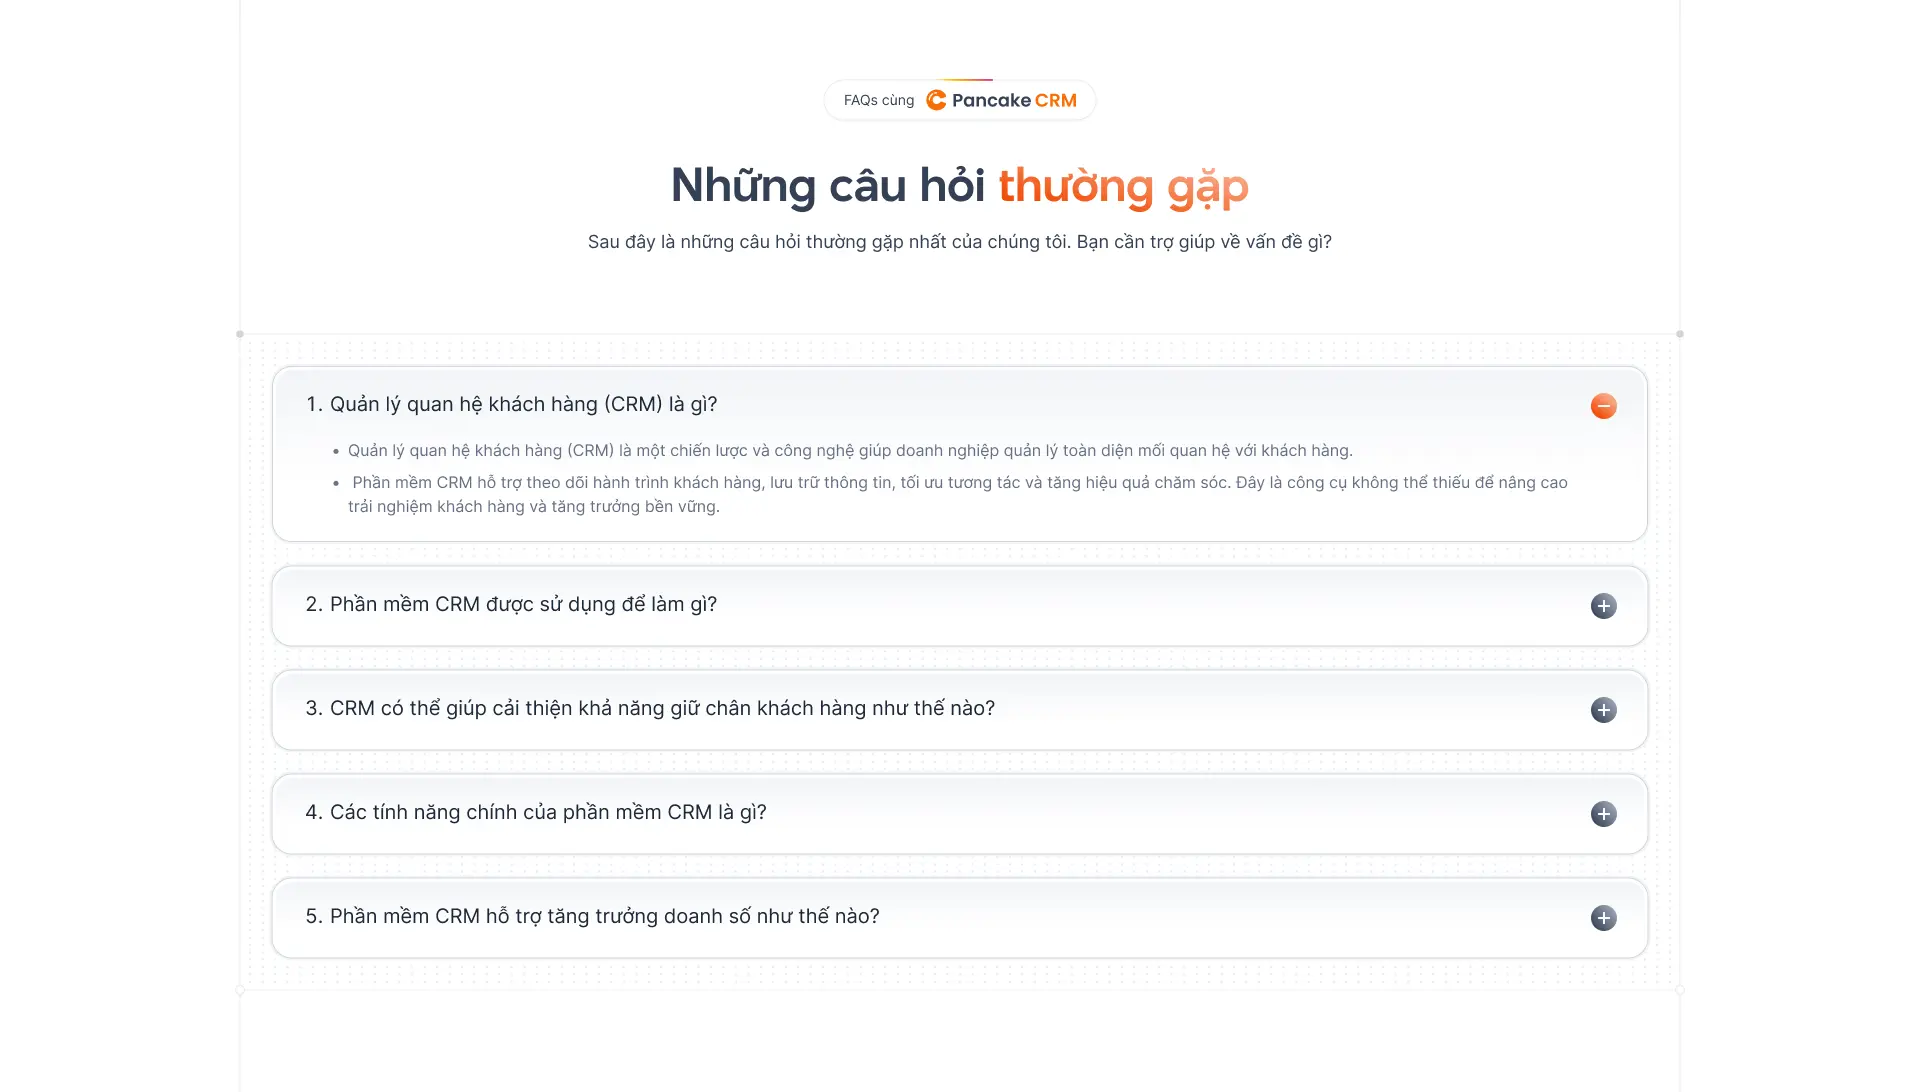 FAQs cùng Pancake CRM
Những câu hỏi thường gặp
Sau đây là những câu hỏi thường gặp nhất của chúng tôi. Bạn cần trợ giúp về vấn đề gì?
1. Quản lý quan hệ khách hàng (CRM) là gì?
• Quản lý quan hệ khách hàng (CRM) là một chiến lược và công nghệ giúp doanh nghiệp quản lý toàn diện mối quan hệ với khách hàng.
• Phần mềm CRM hỗ trợ theo dõi hành trình khách hàng, lưu trữ thông tin, tối ưu tương tác và tăng hiệu quả chăm sóc. Đây là công cụ không thể thiếu để nâng cao
trải nghiệm khách hàng và tăng trưởng bền vững.
2. Phần mềm CRM được sử dụng để làm gì?
3. CRM có thể giúp cải thiện khả năng giữ chân khách hàng như thế nào?
4. Các tính năng chính của phần mềm CRM là gì?
5. Phần mềm CRM hỗ trợ tăng trưởng doanh số như thế nào?